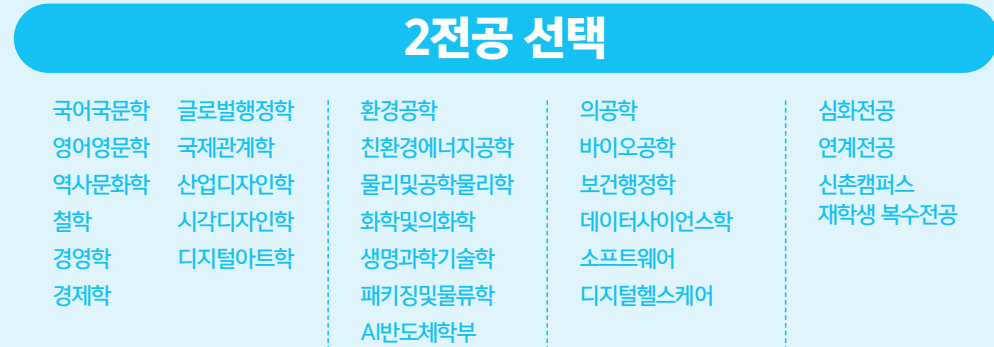 2전공 선택
국어국문학
영어영문학
역사문화학
철학
경영학
경제학
글로벌행정학
국제관계학
산업디자인학
시각디자인학
디지털아트학
환경공학
친환경에너지공학
물리및공학물리학
화학및의화학
생명과학기술학
패키징및물류학
AI반도체학부
의공학
바이오공학
보건행정학
데이터사이언스학
소프트웨어
디지털헬스케어
심화전공
연계전공
신촌캠퍼스
재학생 복수전공